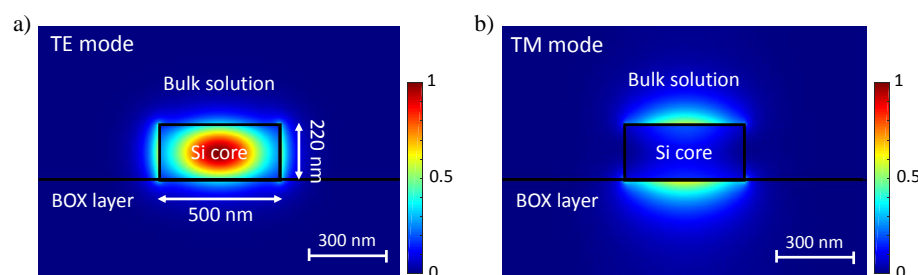 a)
TE mode
Bulk solution
Si core
220 nm
BOX layer
500 nm
300 nm
1
0.5
0
b)
TM mode
Bulk solution
Si core
BOX layer
300 nm
1
0.5
0